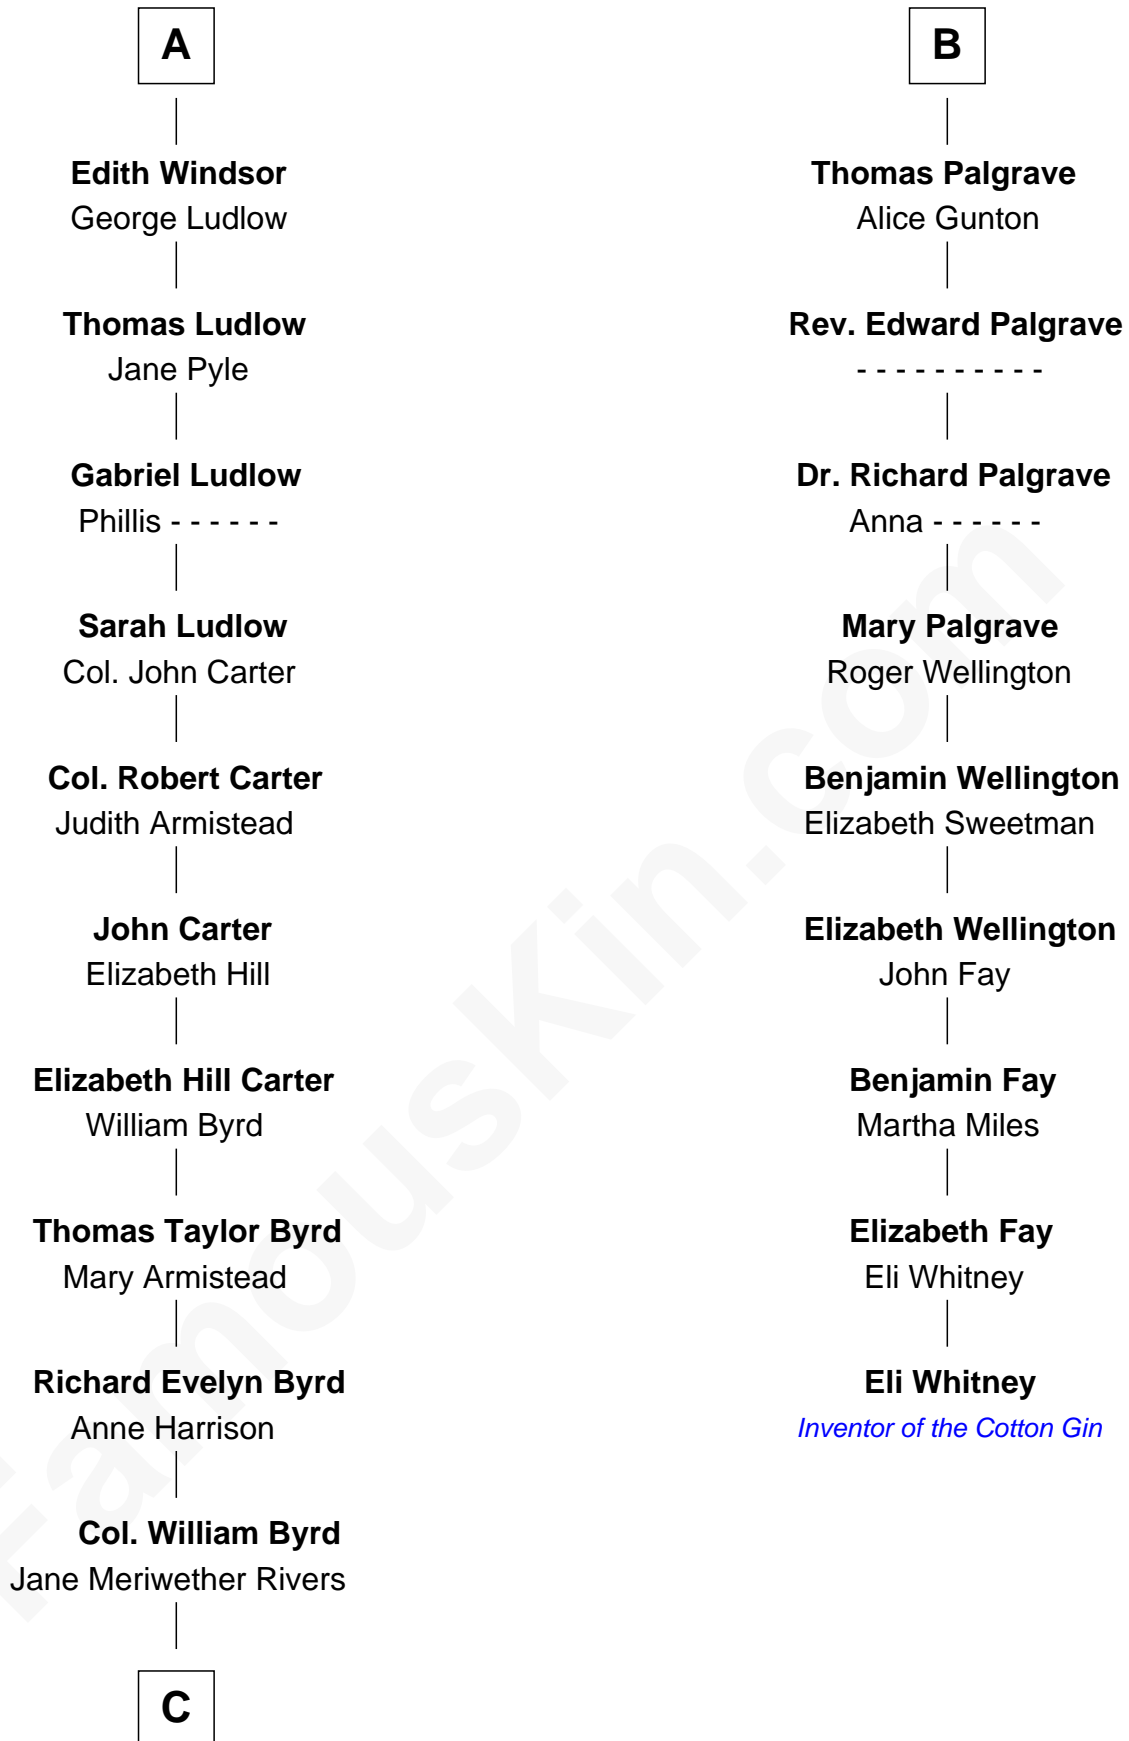 A
Edith Windsor
George Ludlow
Thomas Ludlow
Jane Pyle
Gabriel Ludlow
Phillis - - - - - -
Sarah Ludlow
Col. John Carter
Col. Robert Carter
Judith Armistead
John Carter
Elizabeth Hill
Elizabeth Hill Carter
William Byrd
Thomas Taylor Byrd
Mary Armistead
Richard Evelyn Byrd
Anne Harrison
Col. William Byrd
Jane Meriwether Rivers
C
B
Thomas Palgrave
Alice Gunton
Rev. Edward Palgrave
- - - - - - - - - -
Dr. Richard Palgrave
Anna - - - - - -
Mary Palgrave
Roger Wellington
Benjamin Wellington
Elizabeth Sweetman
Elizabeth Wellington
John Fay
Benjamin Fay
Martha Miles
Elizabeth Fay
Eli Whitney
Eli Whitney
Inventor of the Cotton Gin
FamousKin.com